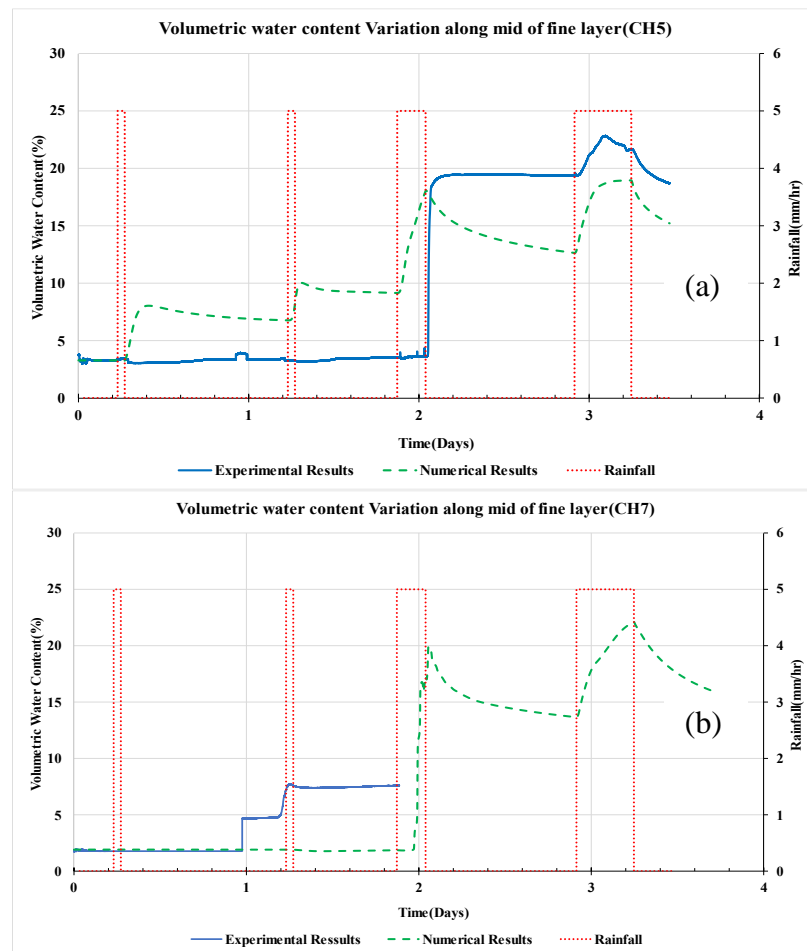 Volumetric water content Variation along mid of fine layer(CH5)
30
25
20
15
10
5
0
Volumetric Water Content(%)
6
5
4
3
2
1
0
Rainfall(mm/hr)
(a)
0 1 2 3 4
Time(Days)
Experimental Results Numerical Results Rainfall
Volumetric water content Variation along mid of fine layer(CH7)
30
25
20
15
10
5
0
Volumetric Water Content(%)
6
5
4
3
2
1
0
Rainfall(mm/hr)
(b)
0 1 2 3 4
Time(Days)
Experimental Ressults Numerical Results Rainfall